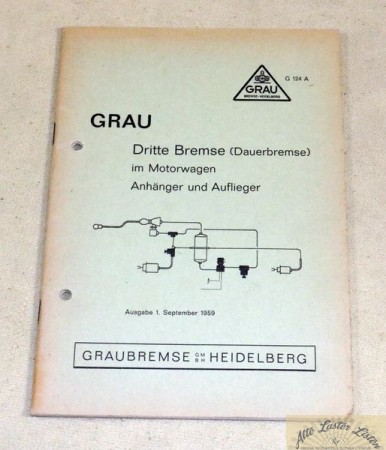 GRAU
BREMSE-HEIDELBERG
G 124 A
GRAU
Dritte Bremse (Dauerbremse)
im Motorwagen
Anhänger und Auflieger
Ausgabe 1. September 1959
GRAUBREMSE GMBH HEIDELBERG
Alte Laster Listen